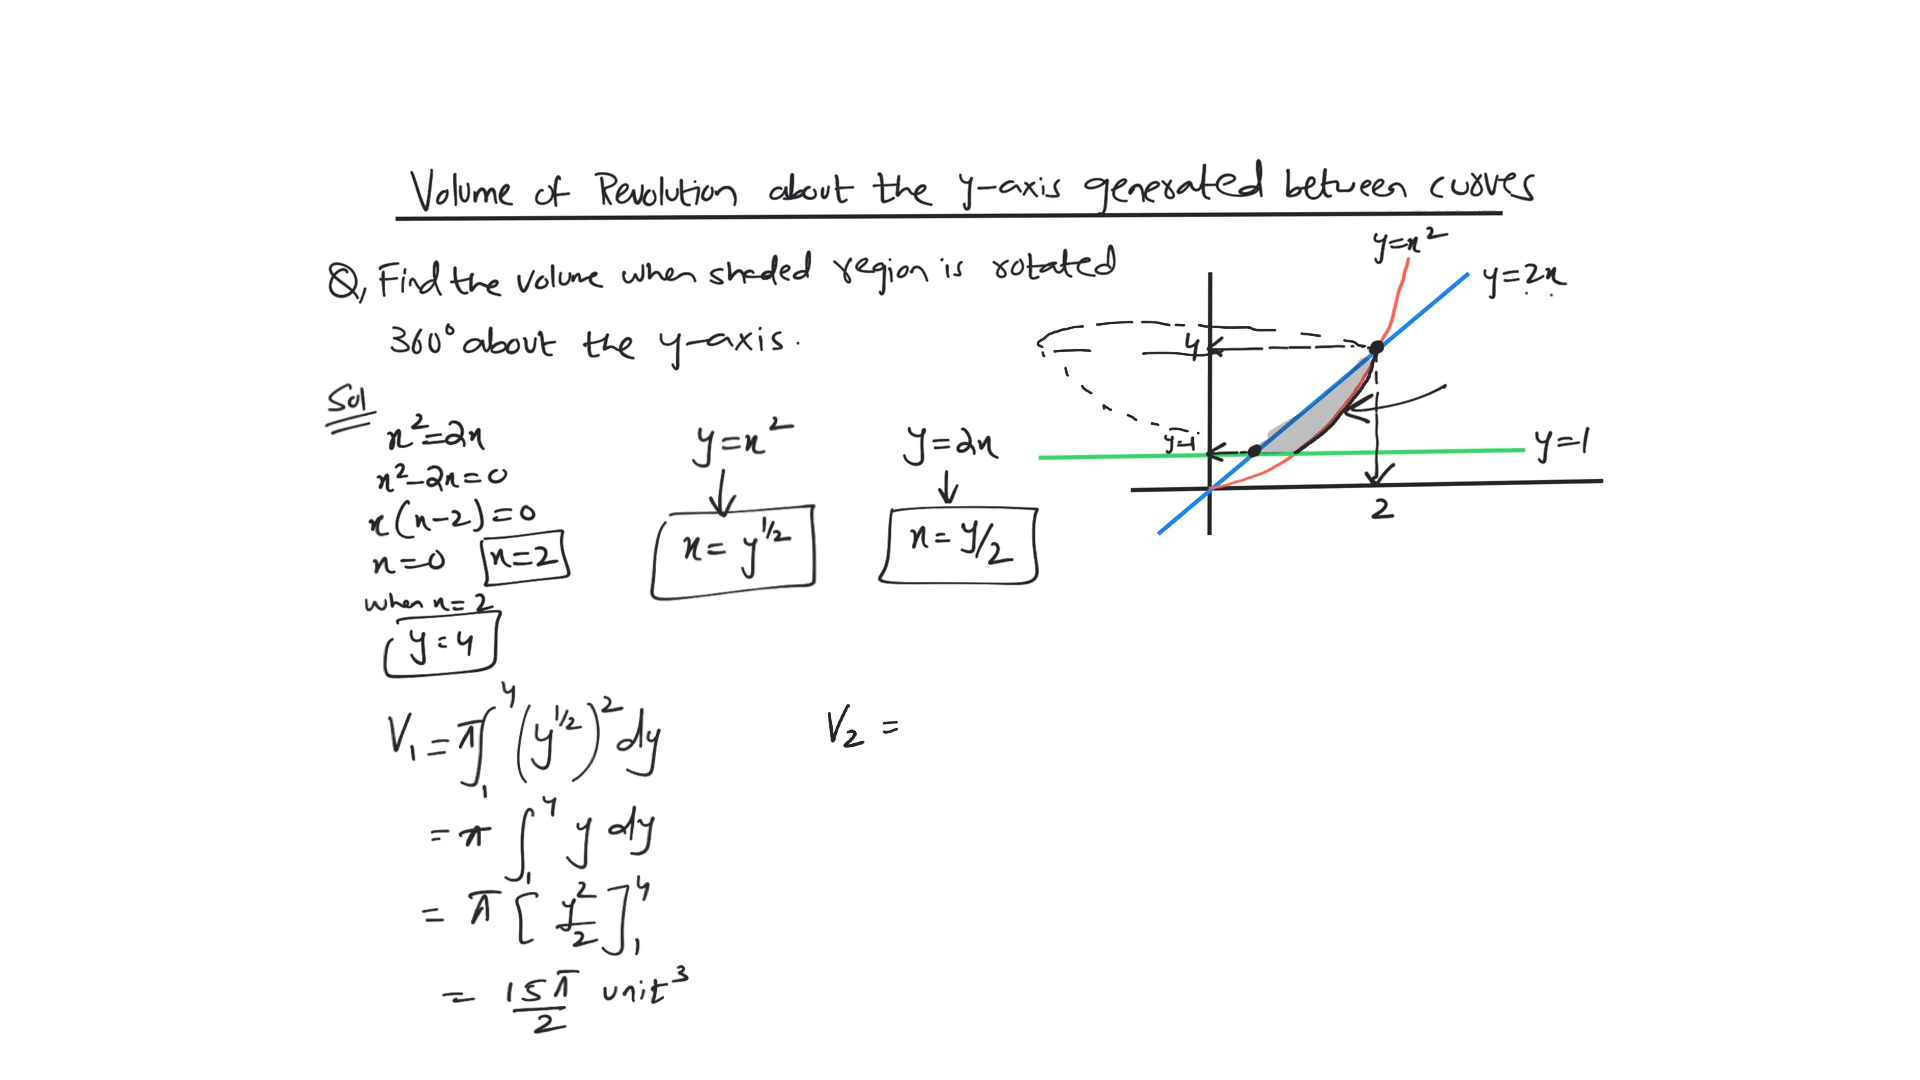 Volume of Revolution about the y-axis generated between curves
Q, Find the volume when shaded region is rotated
360° about the y-axis.
Sol
x²=2x
x²-2x=0
x(x-2)=0
x=0 x=2
when x=2
y=4
y=x²
x=y^1/2
y=2x
x=y/2
y=x²
y=2x
4
y=1
y=1
2
V₁=π∫₁⁴(y^1/2)²dy
=π∫₁⁴ y dy
=π[y²/2]₁⁴
=15π/2 unit³
V₂ =